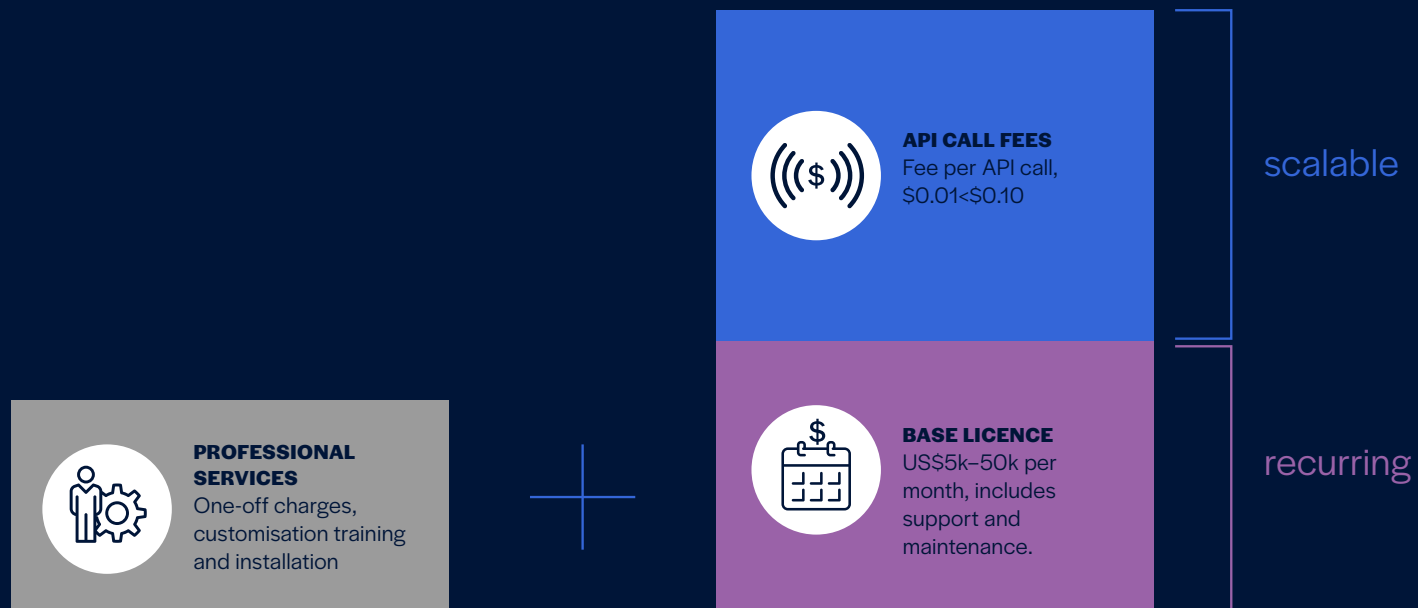 PROFESSIONAL
SERVICES
One-off charges,
customisation training
and installation
$
API CALL FEES
Fee per API call,
$0.01<$0.10
$
BASE LICENCE
US$5k–50k per
month, includes
support and
maintenance.
scalable
recurring